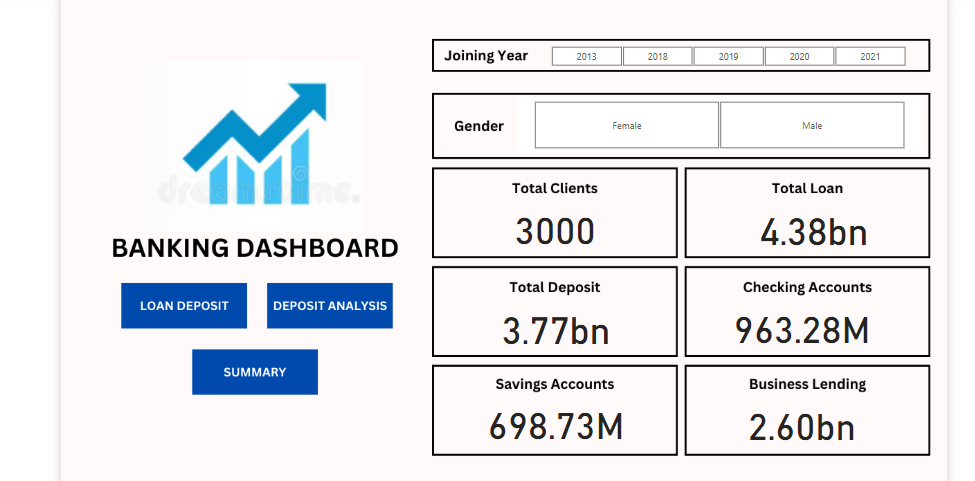 Joining Year 2013 2018 2019 2020 2021
Gender Female Male
dreamstime.
BANKING DASHBOARD
LOAN DEPOSIT DEPOSIT ANALYSIS
SUMMARY
Total Clients Total Loan
3000 4.38bn
Total Deposit Checking Accounts
3.77bn 963.28M
Savings Accounts Business Lending
698.73M 2.60bn